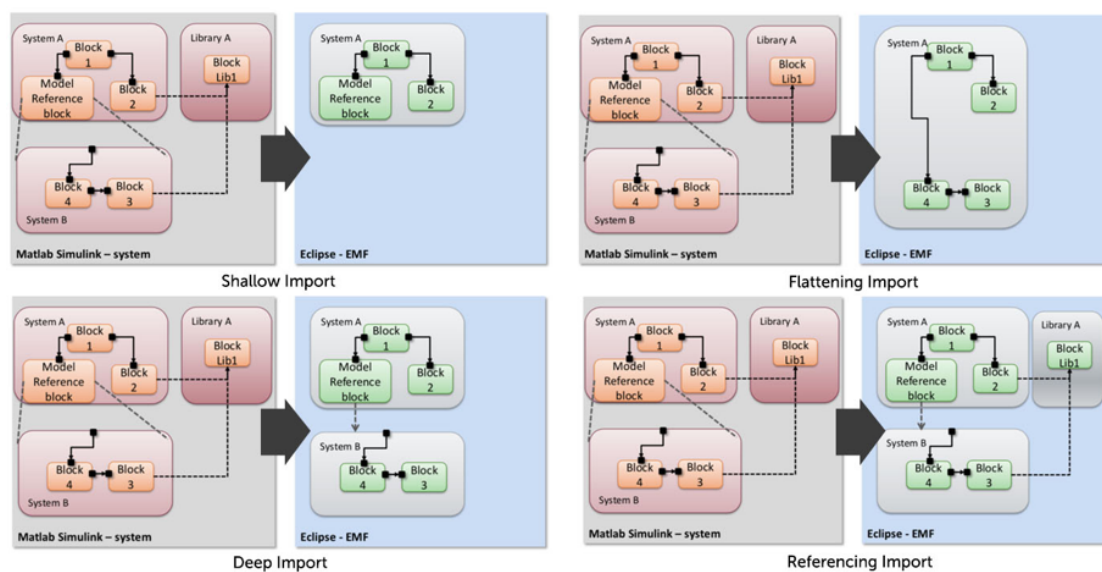 System A
Block
1
Model
Reference
block
Block
2
Library A
Block
Lib1
Block
4
Block
3
System B
Matlab Simulink – system
System A
Block
1
Model
Reference
block
Block
2
Eclipse - EMF
Shallow Import
System A
Block
1
Model
Reference
block
Block
2
Library A
Block
Lib1
Block
4
Block
3
System B
Matlab Simulink – system
System A
Block
1
Block
2
Block
4
Block
3
Eclipse - EMF
Flattening Import
System A
Block
1
Model
Reference
block
Block
2
Library A
Block
Lib1
Block
4
Block
3
System B
Matlab Simulink – system
System A
Block
1
Model
Reference
block
Block
2
System B
Block
4
Block
3
Eclipse - EMF
Deep Import
System A
Block
1
Model
Reference
block
Block
2
Library A
Block
Lib1
Block
4
Block
3
System B
Matlab Simulink – system
System A
Block
1
Model
Reference
block
Block
2
Library A
Block
Lib1
System B
Block
4
Block
3
Eclipse - EMF
Referencing Import